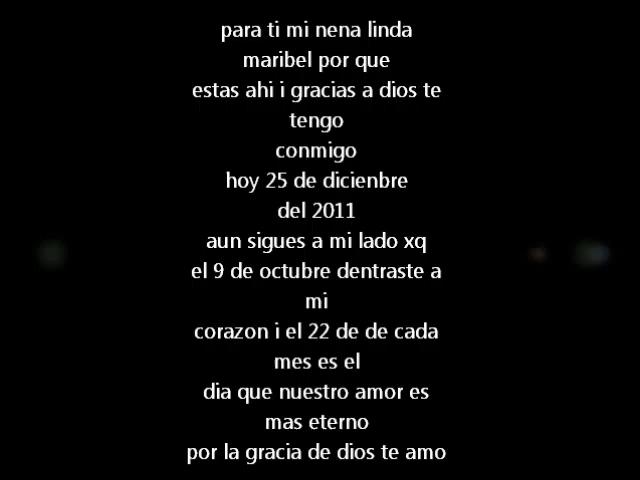 para ti mi nena linda
maribel por que
estas ahi i gracias a dios te
tengo
conmigo
hoy 25 de dicienbre
del 2011
aun sigues a mi lado xq
el 9 de octubre dentraste a
mi
corazon i el 22 de de cada
mes es el
dia que nuestro amor es
mas eterno
por la gracia de dios te amo